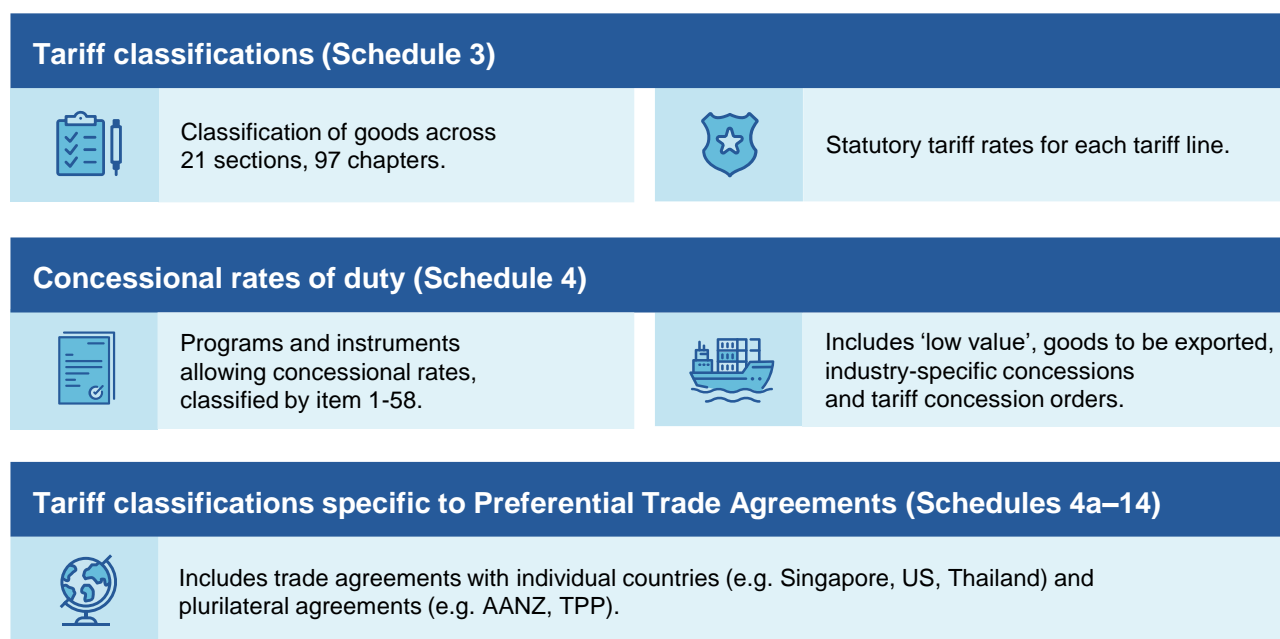 Tariff classifications (Schedule 3)
Classification of goods across
21 sections, 97 chapters.
Statutory tariff rates for each tariff line.
Concessional rates of duty (Schedule 4)
Programs and instruments
allowing concessional rates,
classified by item 1-58.
Includes ‘low value’, goods to be exported,
industry-specific concessions
and tariff concession orders.
Tariff classifications specific to Preferential Trade Agreements (Schedules 4a–14)
Includes trade agreements with individual countries (e.g. Singapore, US, Thailand) and
plurilateral agreements (e.g. AANZ, TPP).